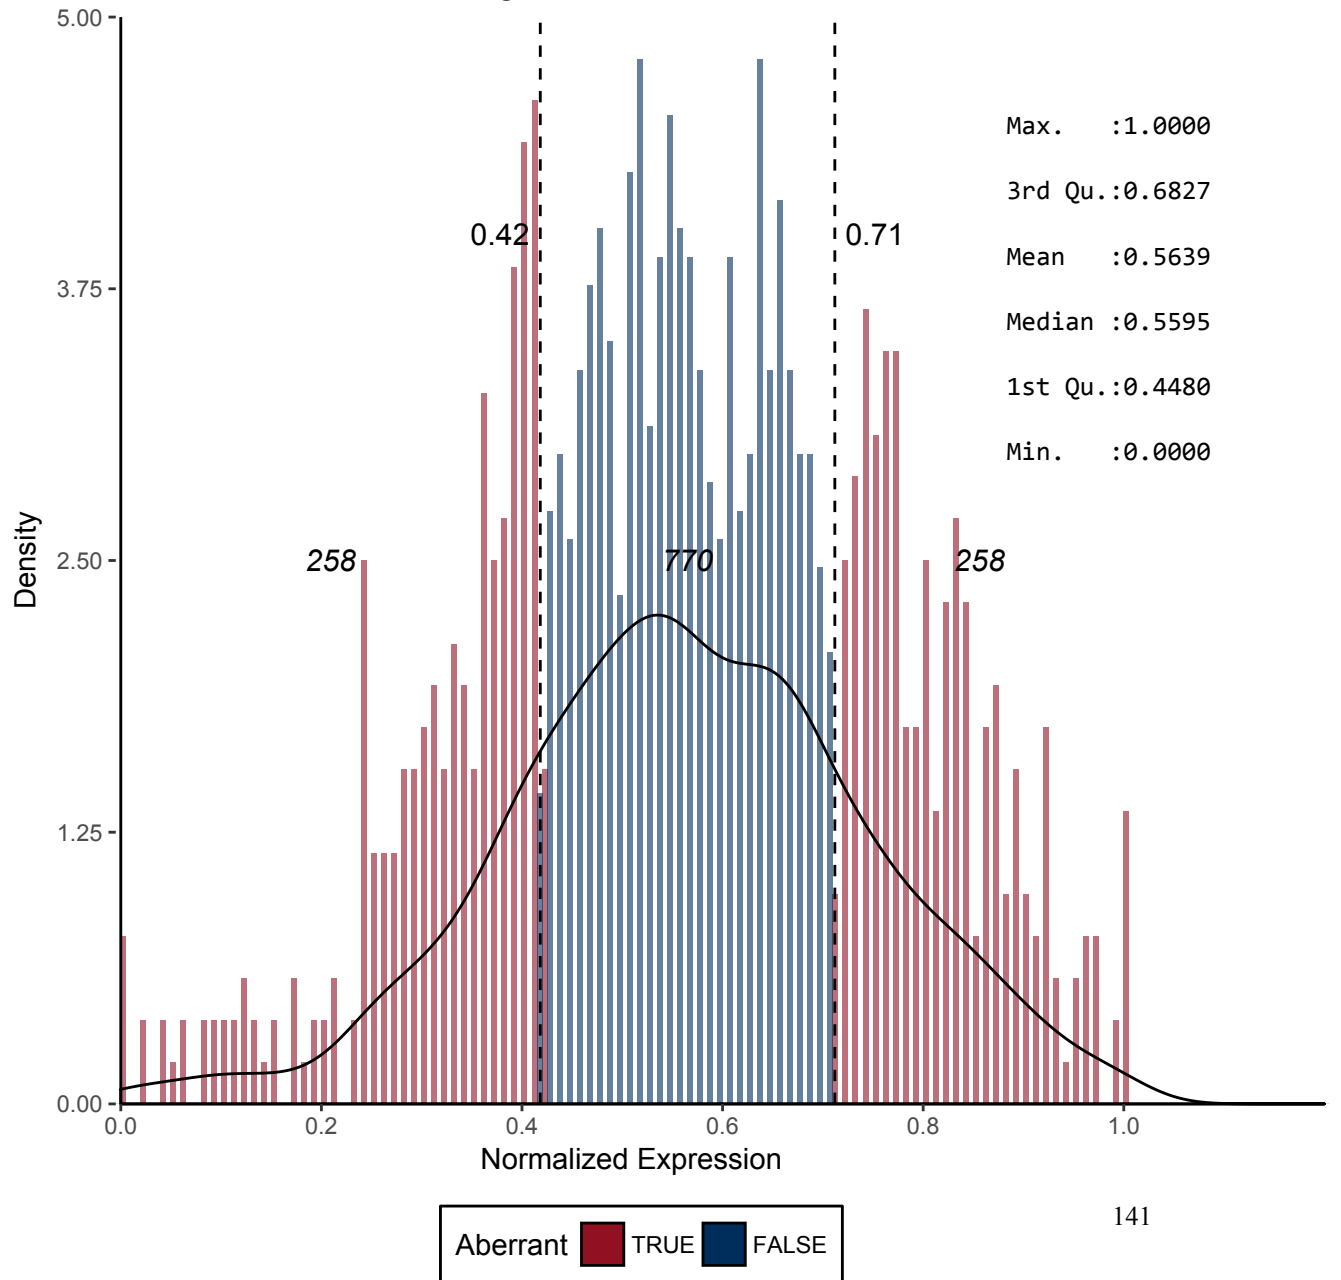 5.00
0.42
0.71
Max.   :1.0000
3rd Qu.:0.6827
Mean   :0.5639
Median :0.5595
1st Qu.:0.4480
Min.   :0.0000
3.75
2.50
1.25
0.00
Density
258
770
258
0.0 0.2 0.4 0.6 0.8 1.0
Normalized Expression
Aberrant TRUE FALSE
141